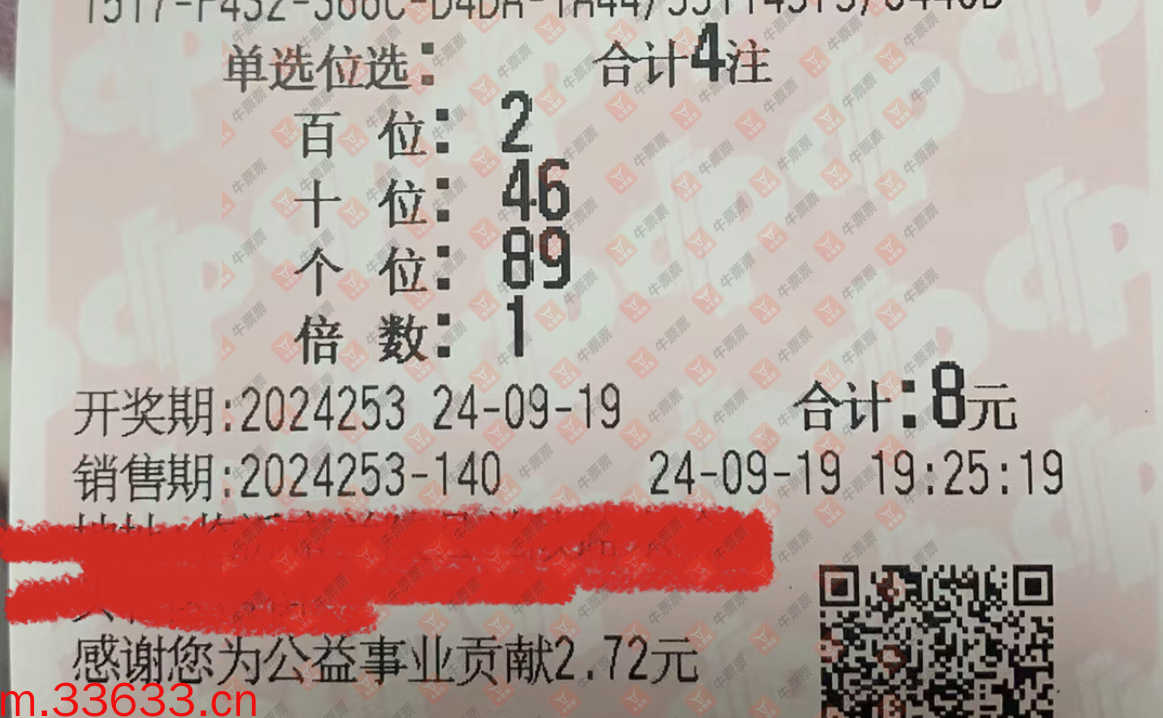 单选位选: 合计4注
百 位: 2
十 位: 46
个 位: 89
倍 数: 1
开奖期:2024253 24-09-19 合计:8元
销售期:2024253-140 24-09-19 19:25:19
感谢您为公益事业贡献2.72元
m.33633.cn
牛票票